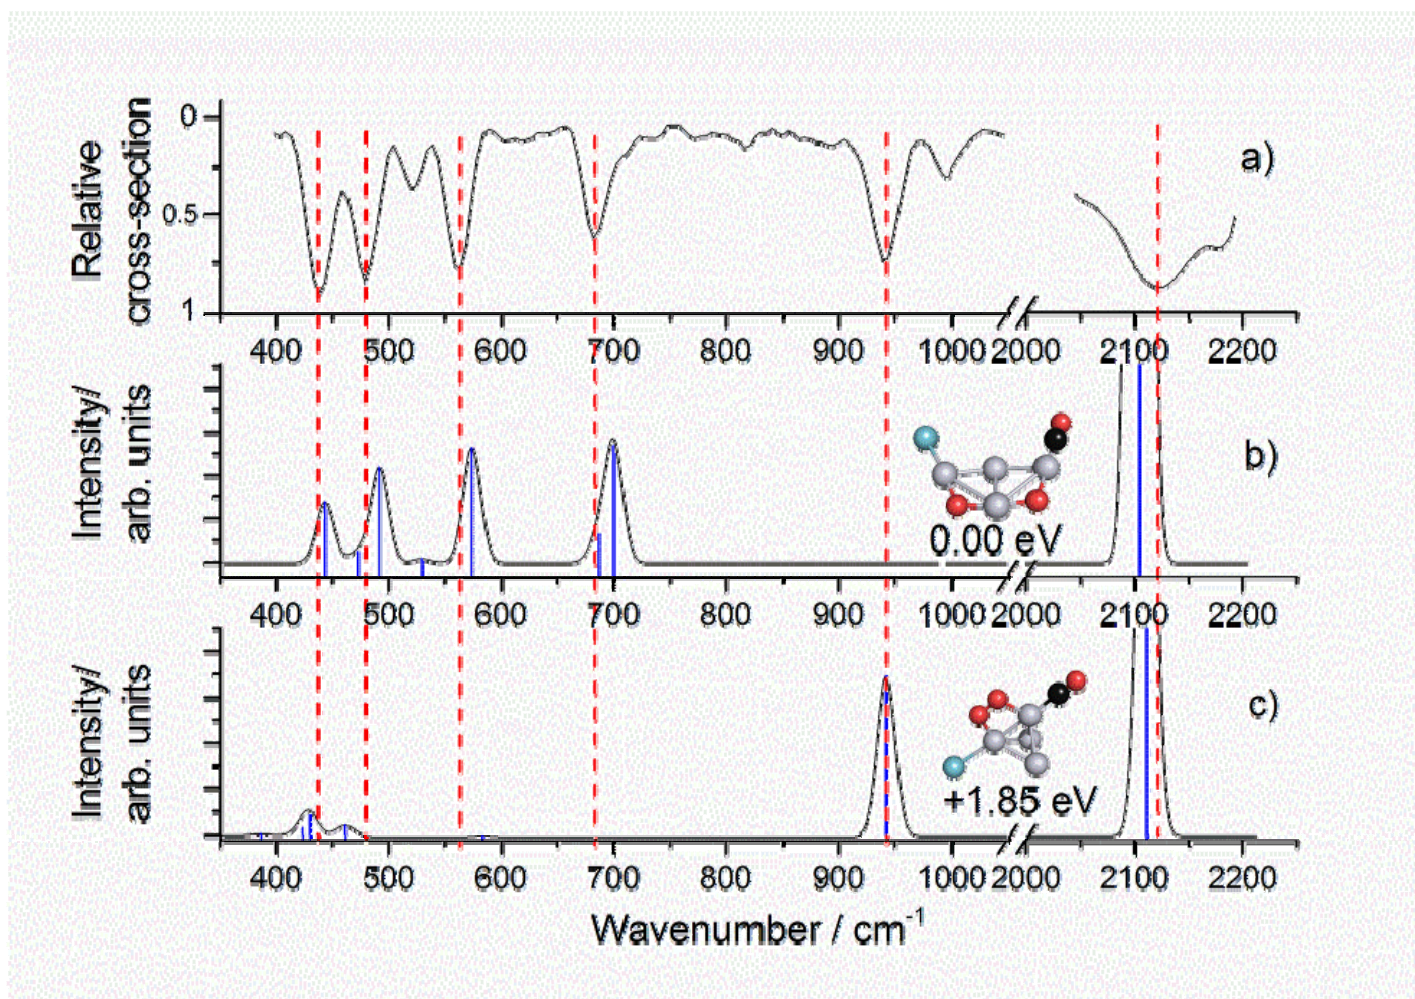 Relative
cross-section
0
0.5
1
a)
400 500 600 700 800 900 1000 2000 2100 2200
Intensity/
arb. units
b)
0.00 eV
400 500 600 700 800 900 1000 2000 2100 2200
Intensity/
arb. units
c)
+1.85 eV
400 500 600 700 800 900 1000 2000 2100 2200
Wavenumber / cm⁻¹